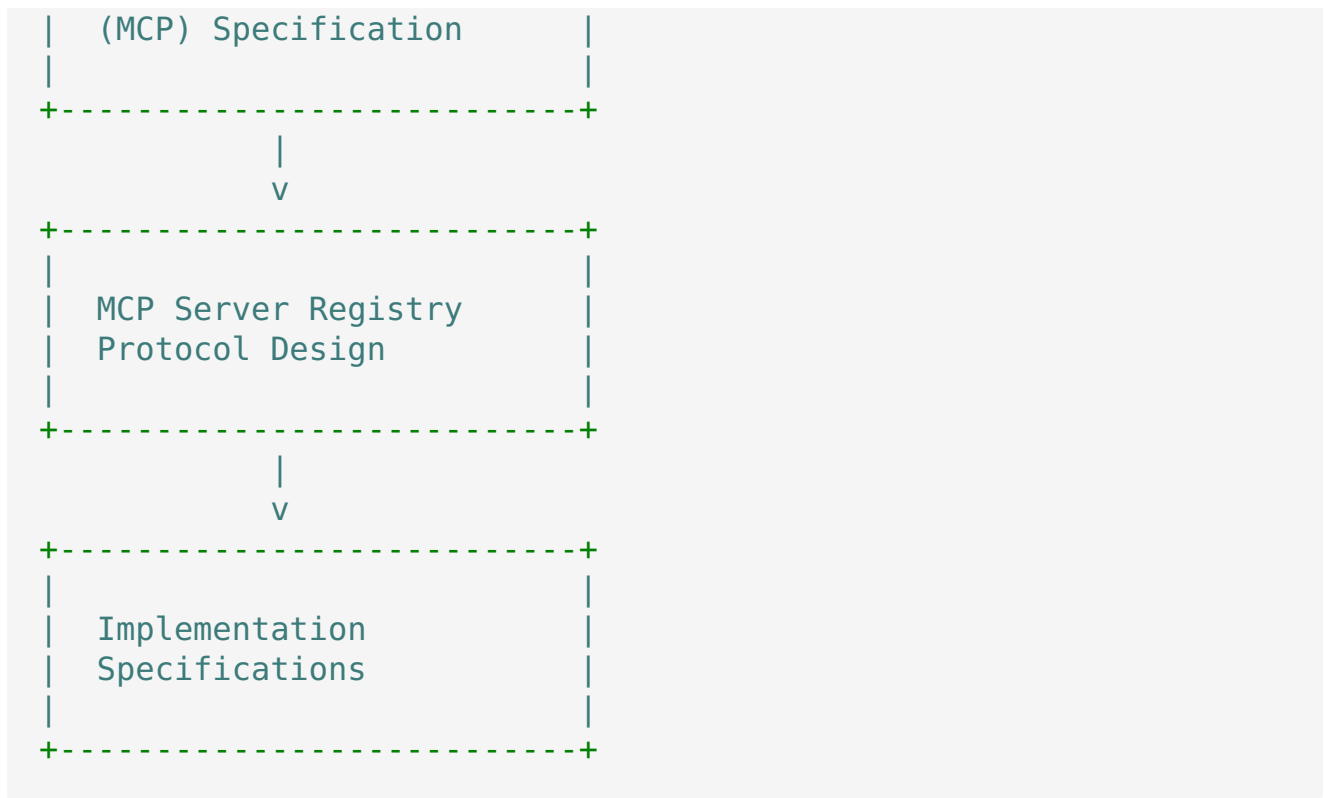 |  (MCP) Specification      |
|                           |
+---------------------------+
            |
            v
+---------------------------+
|                           |
|  MCP Server Registry      |
|  Protocol Design          |
|                           |
+---------------------------+
            |
            v
+---------------------------+
|                           |
|  Implementation           |
|  Specifications           |
|                           |
+---------------------------+